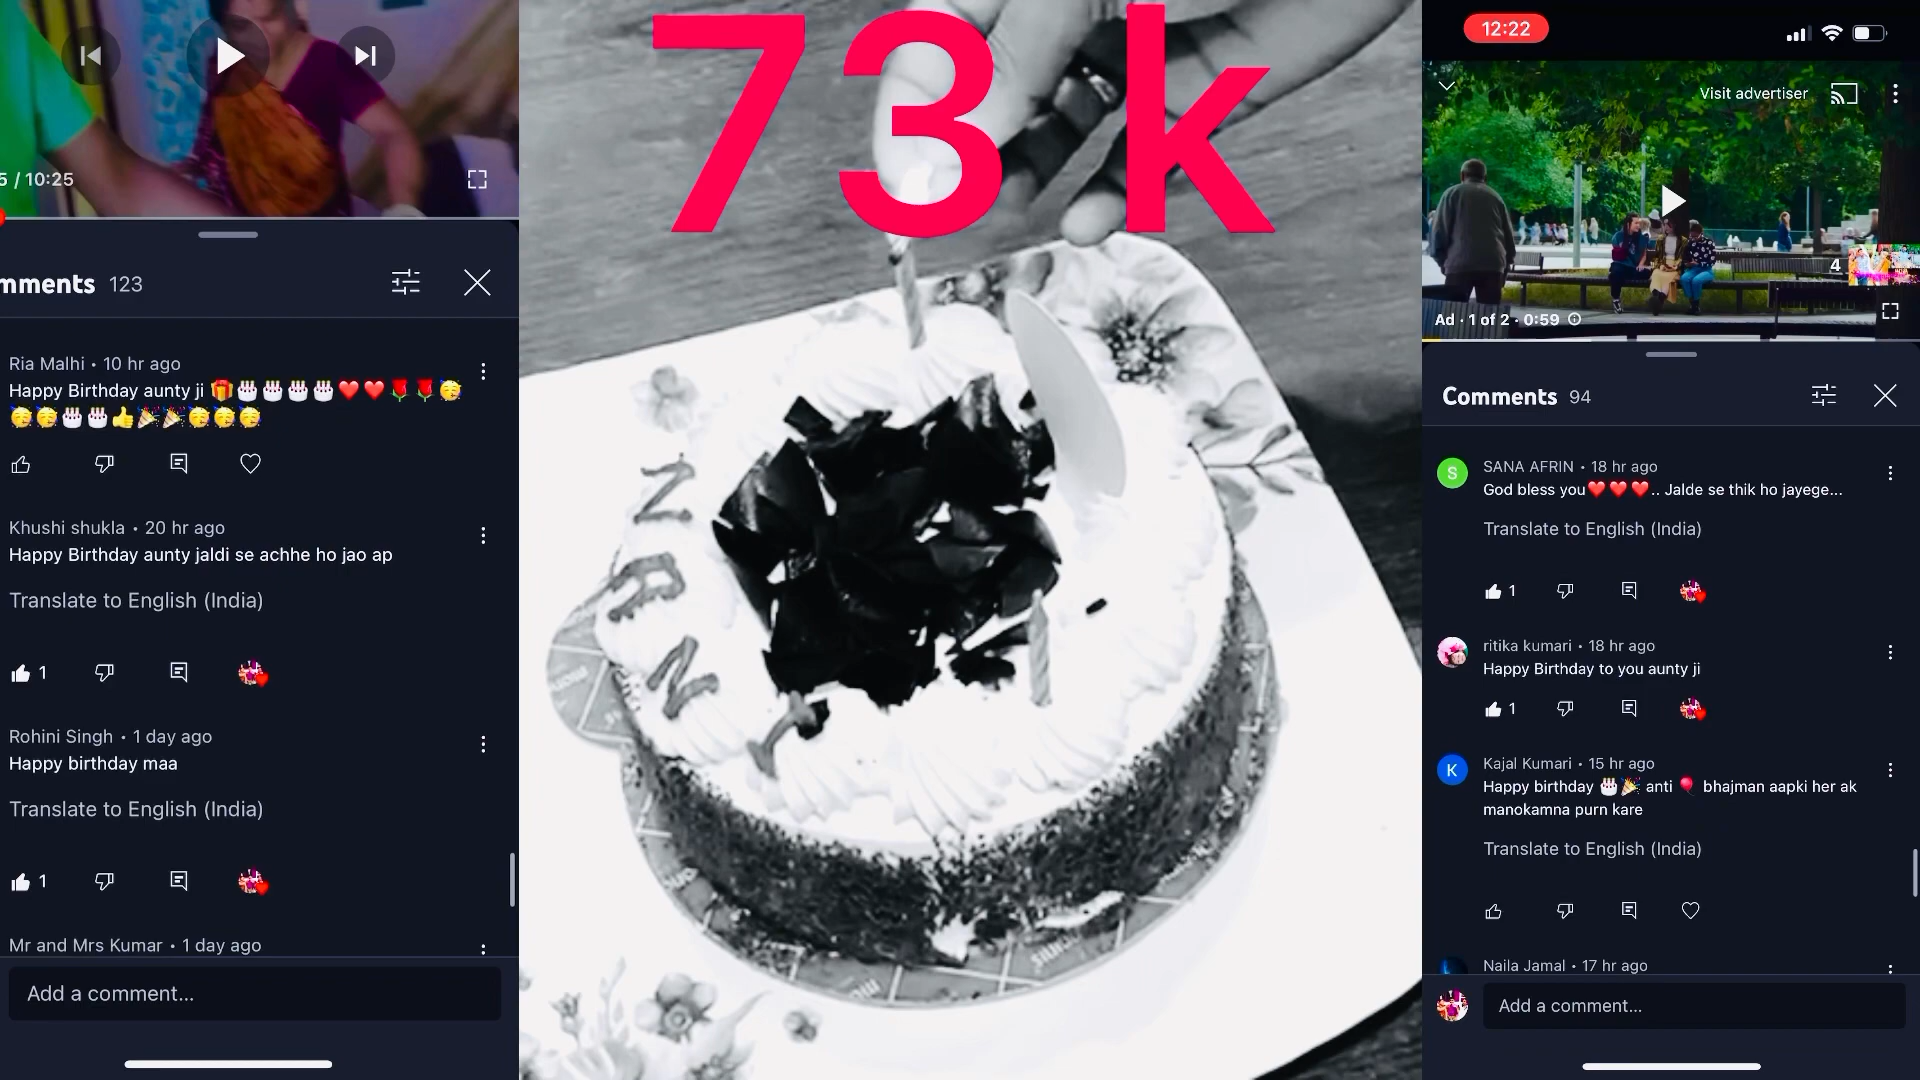 5 / 10:25
mments 123
Ria Malhi • 10 hr ago
Happy Birthday aunty ji 🎁🎂🎂🎂🎂❤️❤️🌹🌹🥳
🥳🥳🎂🎂👍🎉🎉🥳🥳🥳
Khushi shukla • 20 hr ago
Happy Birthday aunty jaldi se achhe ho jao ap
Translate to English (India)
1
Rohini Singh • 1 day ago
Happy birthday maa
Translate to English (India)
1
Mr and Mrs Kumar • 1 day ago
Add a comment...
73 k
12:22
Visit advertiser
4
Ad · 1 of 2 · 0:59
Comments 94
S
SANA AFRIN • 18 hr ago
God bless you❤️❤️❤️.. Jalde se thik ho jayege...
Translate to English (India)
1
ritika kumari • 18 hr ago
Happy Birthday to you aunty ji
1
K
Kajal Kumari • 15 hr ago
Happy birthday 🎂🎉 anti 🎈 bhajman aapki her ak
manokamna purn kare
Translate to English (India)
Naila Jamal • 17 hr ago
Add a comment...